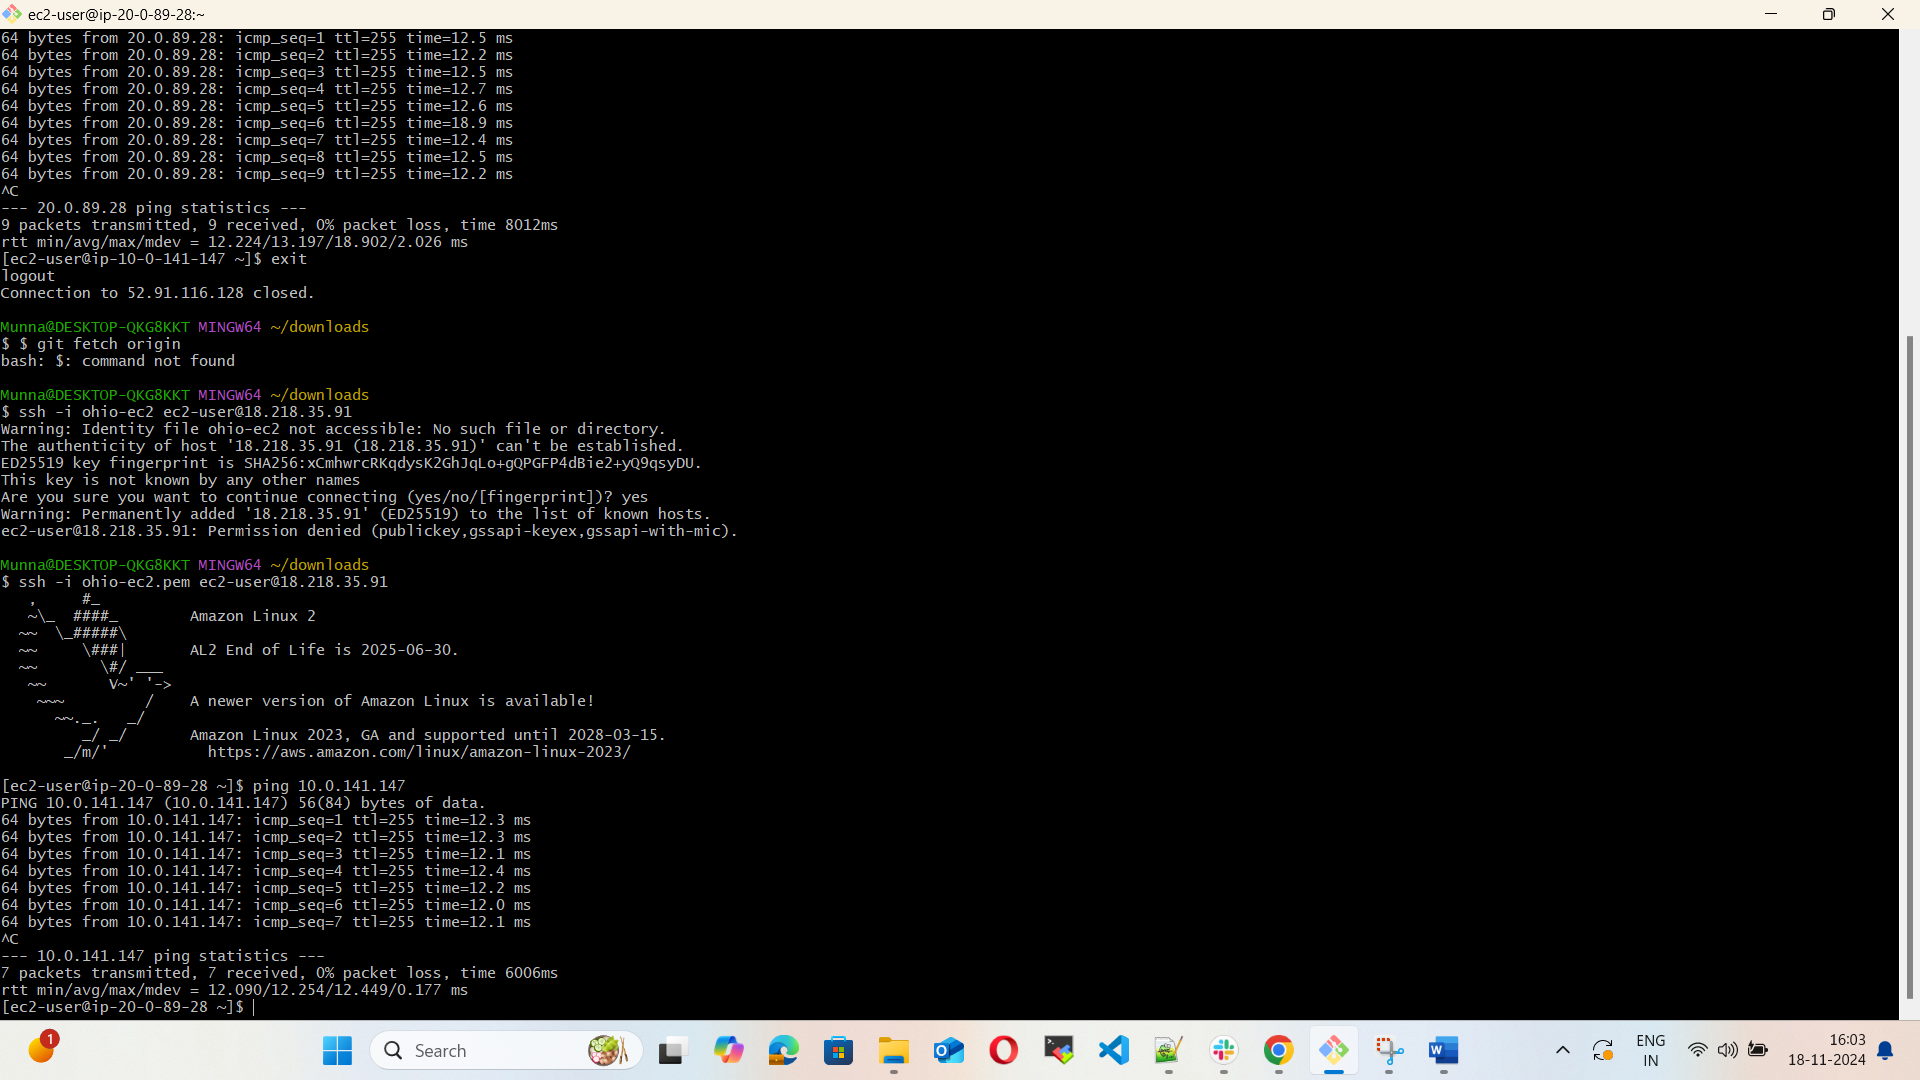 ec2-user@ip-20-0-89-28:~
64 bytes from 20.0.89.28: icmp_seq=1 ttl=255 time=12.5 ms
64 bytes from 20.0.89.28: icmp_seq=2 ttl=255 time=12.2 ms
64 bytes from 20.0.89.28: icmp_seq=3 ttl=255 time=12.5 ms
64 bytes from 20.0.89.28: icmp_seq=4 ttl=255 time=12.7 ms
64 bytes from 20.0.89.28: icmp_seq=5 ttl=255 time=12.6 ms
64 bytes from 20.0.89.28: icmp_seq=6 ttl=255 time=18.9 ms
64 bytes from 20.0.89.28: icmp_seq=7 ttl=255 time=12.4 ms
64 bytes from 20.0.89.28: icmp_seq=8 ttl=255 time=12.5 ms
64 bytes from 20.0.89.28: icmp_seq=9 ttl=255 time=12.2 ms
^C
--- 20.0.89.28 ping statistics ---
9 packets transmitted, 9 received, 0% packet loss, time 8012ms
rtt min/avg/max/mdev = 12.224/13.197/18.902/2.026 ms
[ec2-user@ip-10-0-141-147 ~]$ exit
logout
Connection to 52.91.116.128 closed.
Munna@DESKTOP-QKG8KKT MINGW64 ~/downloads
$ $ git fetch origin
bash: $: command not found
Munna@DESKTOP-QKG8KKT MINGW64 ~/downloads
$ ssh -i ohio-ec2 ec2-user@18.218.35.91
Warning: Identity file ohio-ec2 not accessible: No such file or directory.
The authenticity of host '18.218.35.91 (18.218.35.91)' can't be established.
ED25519 key fingerprint is SHA256:xCmhwrcRKqdysK2GhJqLo+gQPGFP4dBie2+yQ9qsyDU.
This key is not known by any other names
Are you sure you want to continue connecting (yes/no/[fingerprint])? yes
Warning: Permanently added '18.218.35.91' (ED25519) to the list of known hosts.
ec2-user@18.218.35.91: Permission denied (publickey,gssapi-keyex,gssapi-with-mic).
Munna@DESKTOP-QKG8KKT MINGW64 ~/downloads
$ ssh -i ohio-ec2.pem ec2-user@18.218.35.91
   ,     #_
   ~\_  ####_        Amazon Linux 2
  ~~  \_#####\
  ~~     \###|       AL2 End of Life is 2025-06-30.
  ~~       \#/ ___
   ~~       V~' '->
    ~~~         /    A newer version of Amazon Linux is available!
      ~~._.   _/
         _/ _/       Amazon Linux 2023, GA and supported until 2028-03-15.
       _/m/'           https://aws.amazon.com/linux/amazon-linux-2023/
[ec2-user@ip-20-0-89-28 ~]$ ping 10.0.141.147
PING 10.0.141.147 (10.0.141.147) 56(84) bytes of data.
64 bytes from 10.0.141.147: icmp_seq=1 ttl=255 time=12.3 ms
64 bytes from 10.0.141.147: icmp_seq=2 ttl=255 time=12.3 ms
64 bytes from 10.0.141.147: icmp_seq=3 ttl=255 time=12.1 ms
64 bytes from 10.0.141.147: icmp_seq=4 ttl=255 time=12.4 ms
64 bytes from 10.0.141.147: icmp_seq=5 ttl=255 time=12.2 ms
64 bytes from 10.0.141.147: icmp_seq=6 ttl=255 time=12.0 ms
64 bytes from 10.0.141.147: icmp_seq=7 ttl=255 time=12.1 ms
^C
--- 10.0.141.147 ping statistics ---
7 packets transmitted, 7 received, 0% packet loss, time 6006ms
rtt min/avg/max/mdev = 12.090/12.254/12.449/0.177 ms
[ec2-user@ip-20-0-89-28 ~]$
1
Search
ENG
IN
16:03
18-11-2024